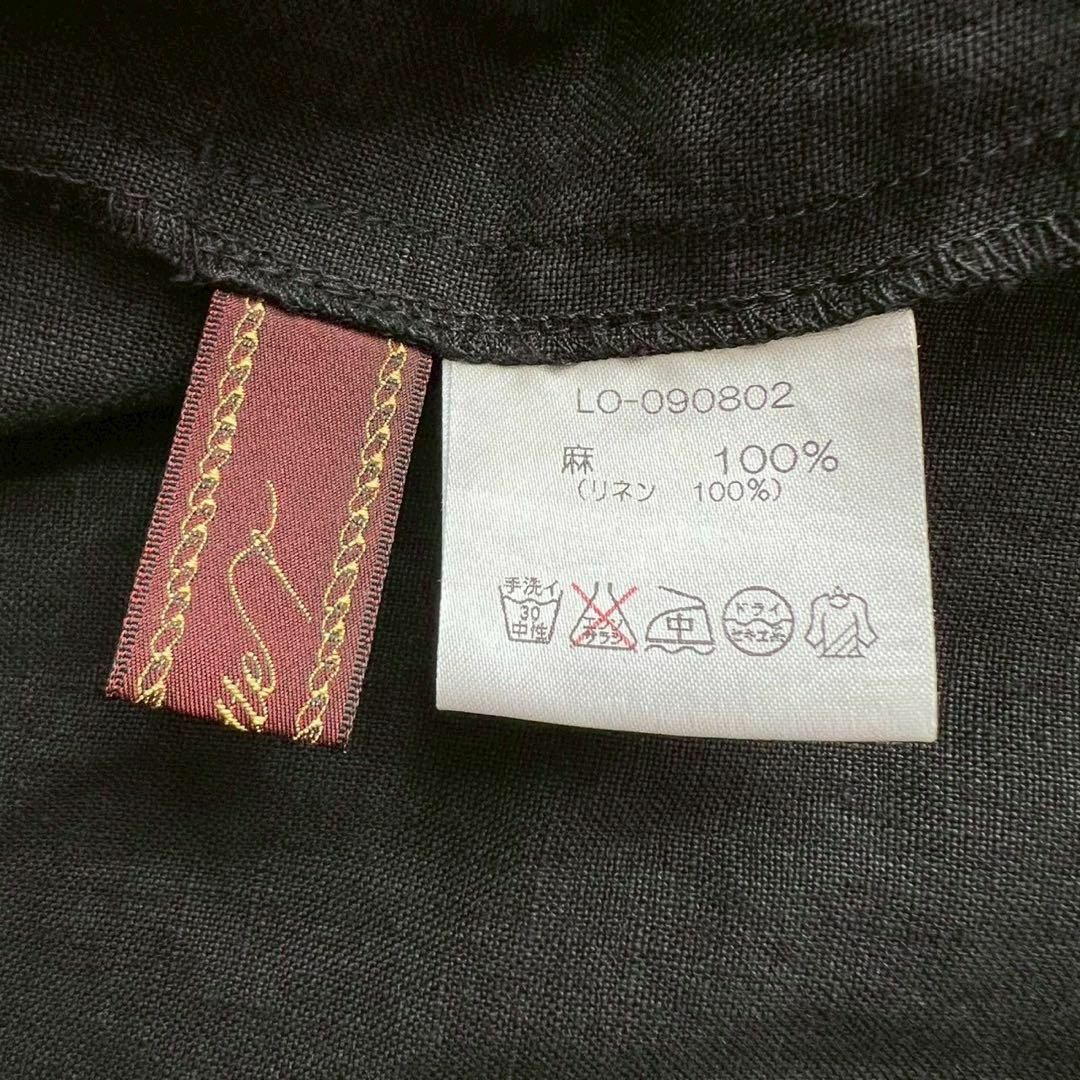 LO-090802
麻 100%
(リネン 100%)
手洗イ
30
中性
エンソ
サラシ
中
ドライ
セキユ系